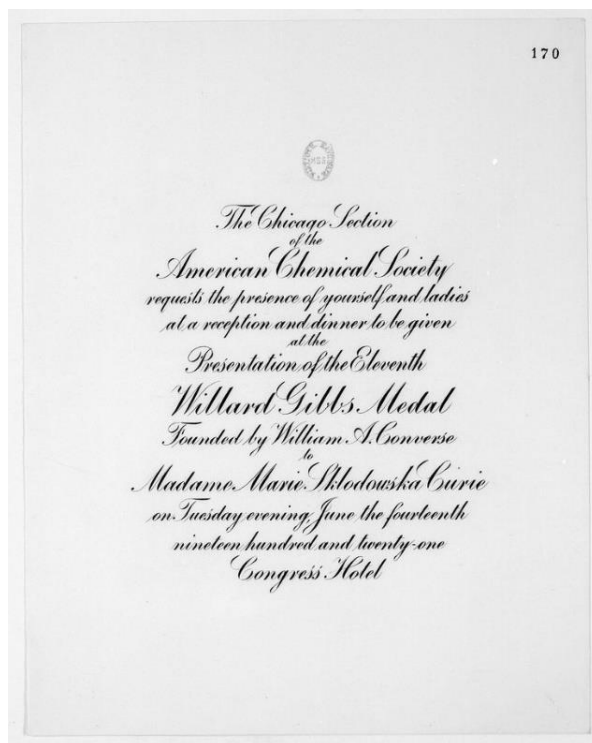 170
The Chicago Section
of the
American Chemical Society
requests the presence of yourself and ladies
at a reception and dinner to be given
at the
Presentation of the Eleventh
Willard Gibbs Medal
Founded by William A. Converse
to
Madame Marie Sklodowska Curie
on Tuesday evening, June the fourteenth
nineteen hundred and twenty-one
Congress Hotel